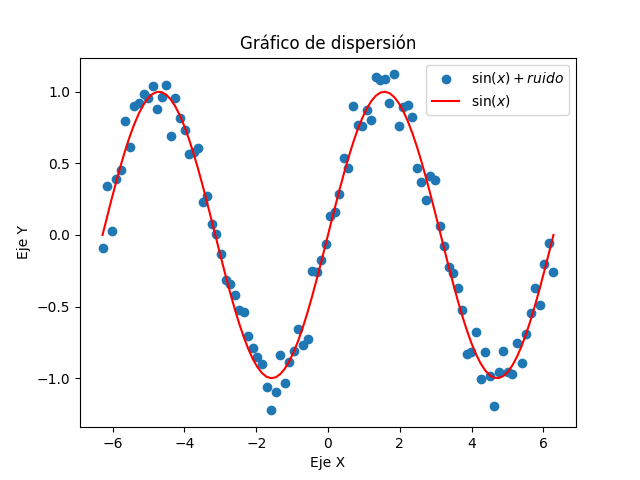 Gráfico de dispersión
sin(x) + ruido
sin(x)
1.0
0.5
0.0
−0.5
−1.0
Eje Y
−6 −4 −2 0 2 4 6
Eje X